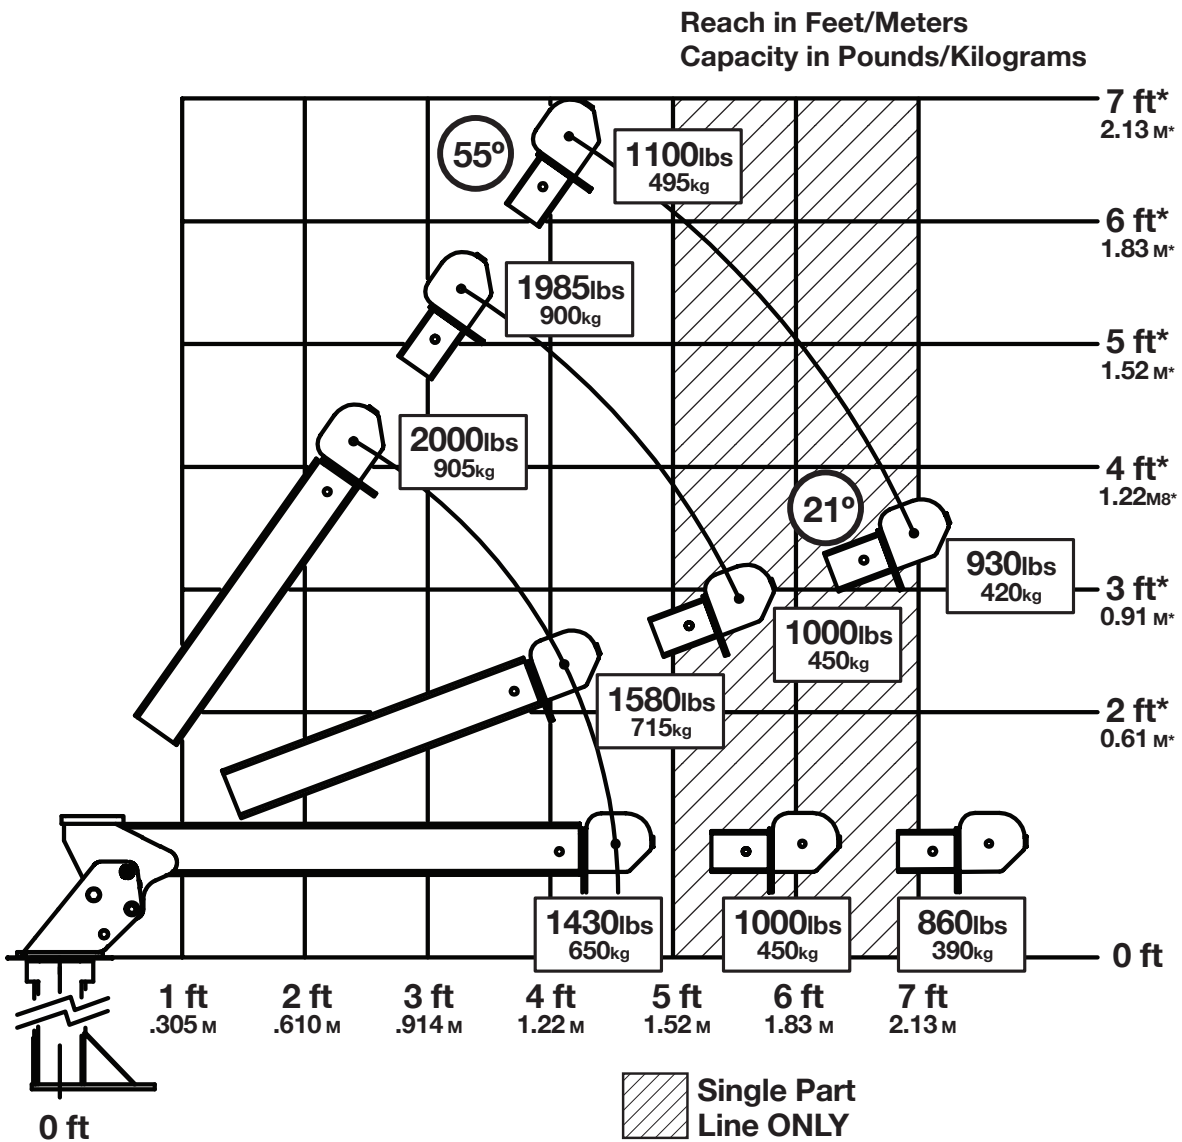 Reach in Feet/Meters
Capacity in Pounds/Kilograms
7 ft*
2.13 M*
55º
1100lbs
495kg
6 ft*
1.83 M*
1985lbs
900kg
5 ft*
1.52 M*
2000lbs
905kg
4 ft*
1.22M8*
21º
930lbs
420kg
3 ft*
0.91 M*
1000lbs
450kg
1580lbs
715kg
2 ft*
0.61 M*
1430lbs
650kg
1000lbs
450kg
860lbs
390kg
0 ft
1 ft
.305 M
2 ft
.610 M
3 ft
.914 M
4 ft
1.22 M
5 ft
1.52 M
6 ft
1.83 M
7 ft
2.13 M
Single Part
Line ONLY
0 ft